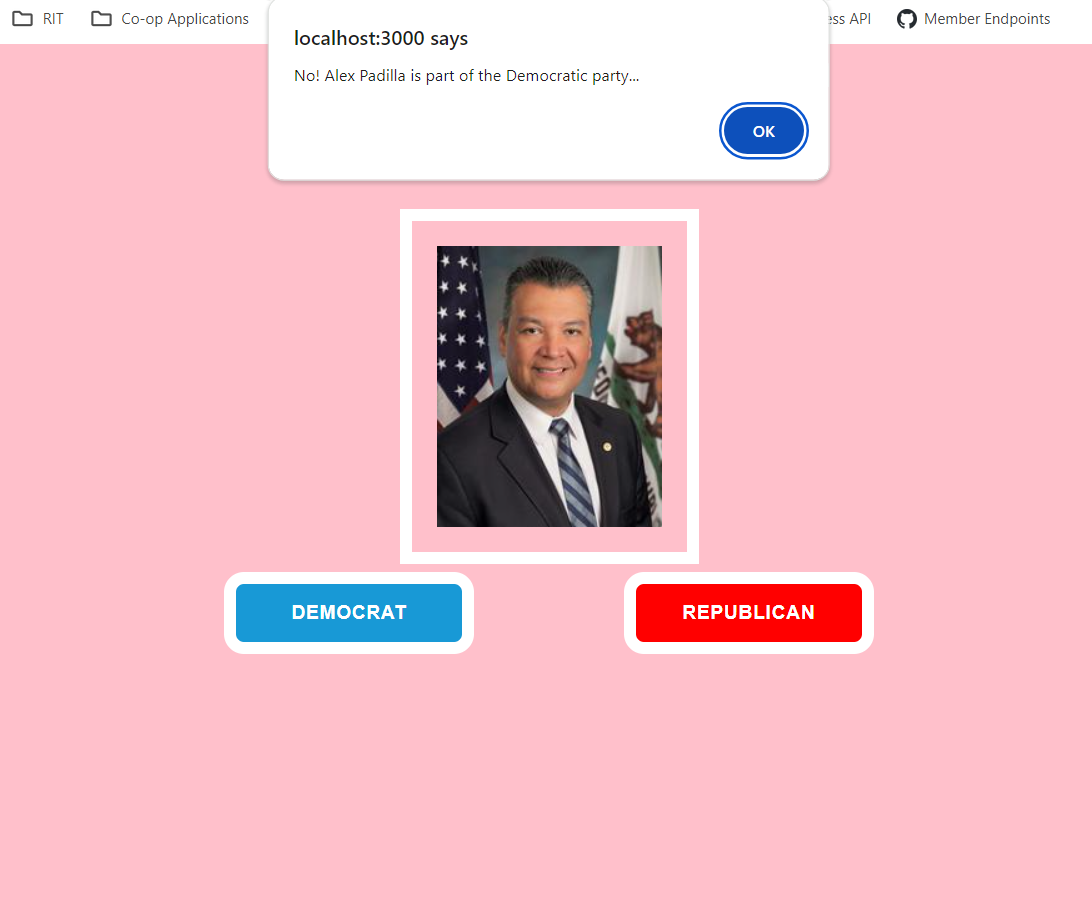 RIT
Co-op Applications
ess API
Member Endpoints
localhost:3000 says
No! Alex Padilla is part of the Democratic party...
OK
DEMOCRAT
REPUBLICAN